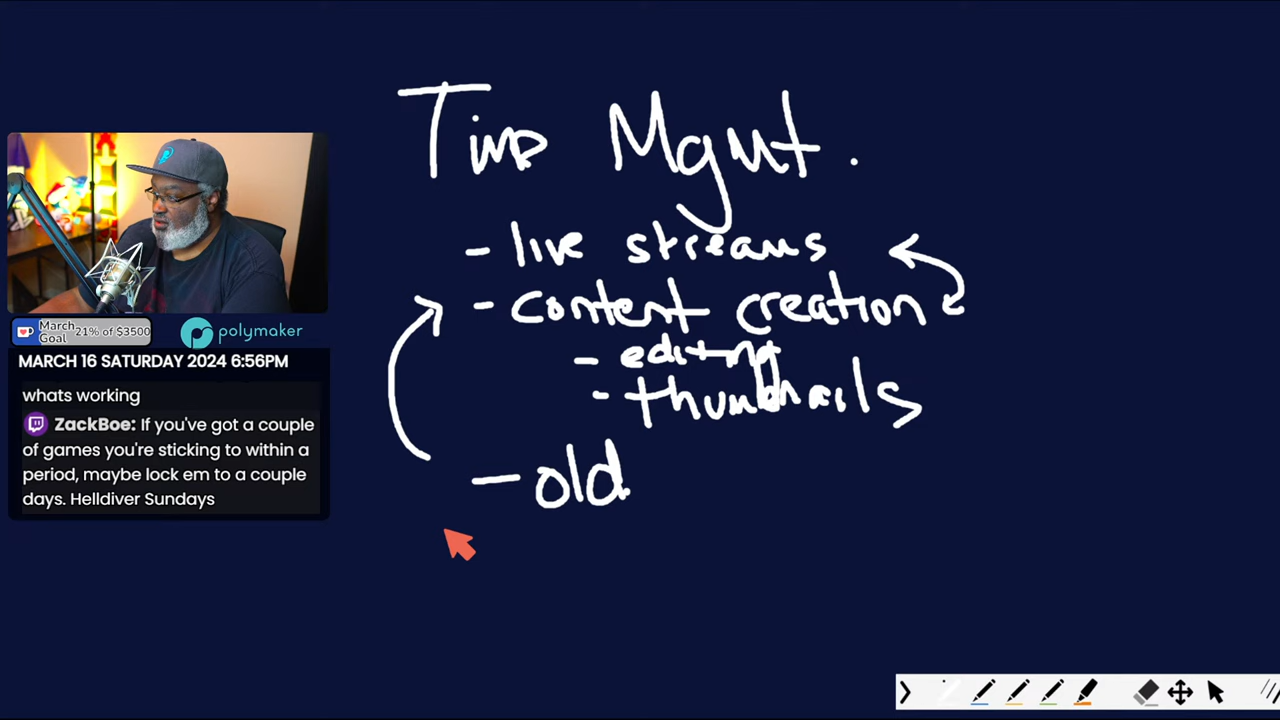 Time Mgmt.
- live streams
- content creation
- editing
- thumbnails
- old
March Goal
21% of $3500
polymaker
MARCH 16 SATURDAY 2024 6:56PM
whats working
ZackBoe: If you've got a couple
of games you're sticking to within a
period, maybe lock em to a couple
days. Helldiver Sundays